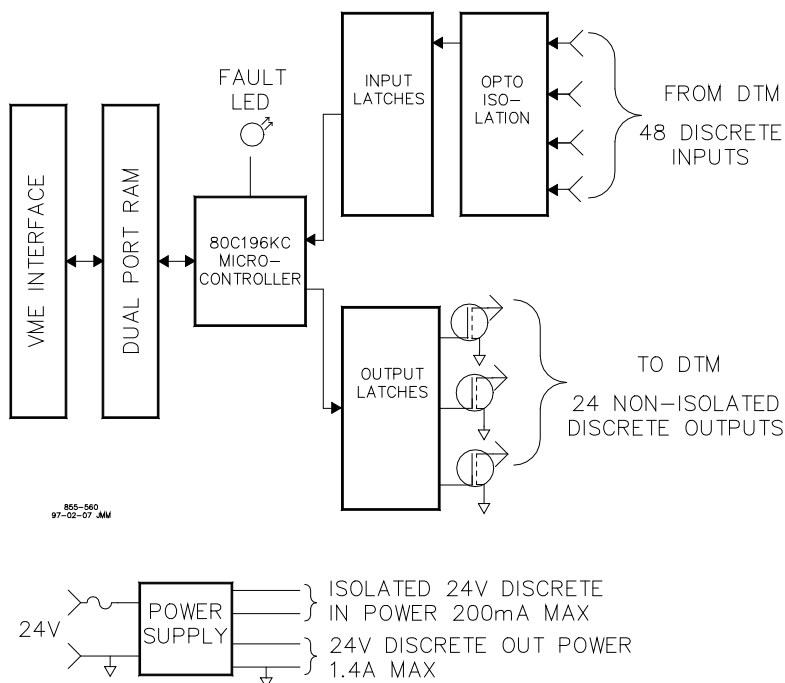 FAULT
LED
INPUT
LATCHES
OPTO
ISO-
LATION
FROM DTM
48 DISCRETE
INPUTS
VME INTERFACE
DUAL PORT RAM
80C196KC
MICRO-
CONTROLLER
OUTPUT
LATCHES
TO DTM
24 NON-ISOLATED
DISCRETE OUTPUTS
855-560
97-02-07 JMM
24V
POWER
SUPPLY
ISOLATED 24V DISCRETE
IN POWER 200mA MAX
24V DISCRETE OUT POWER
1.4A MAX